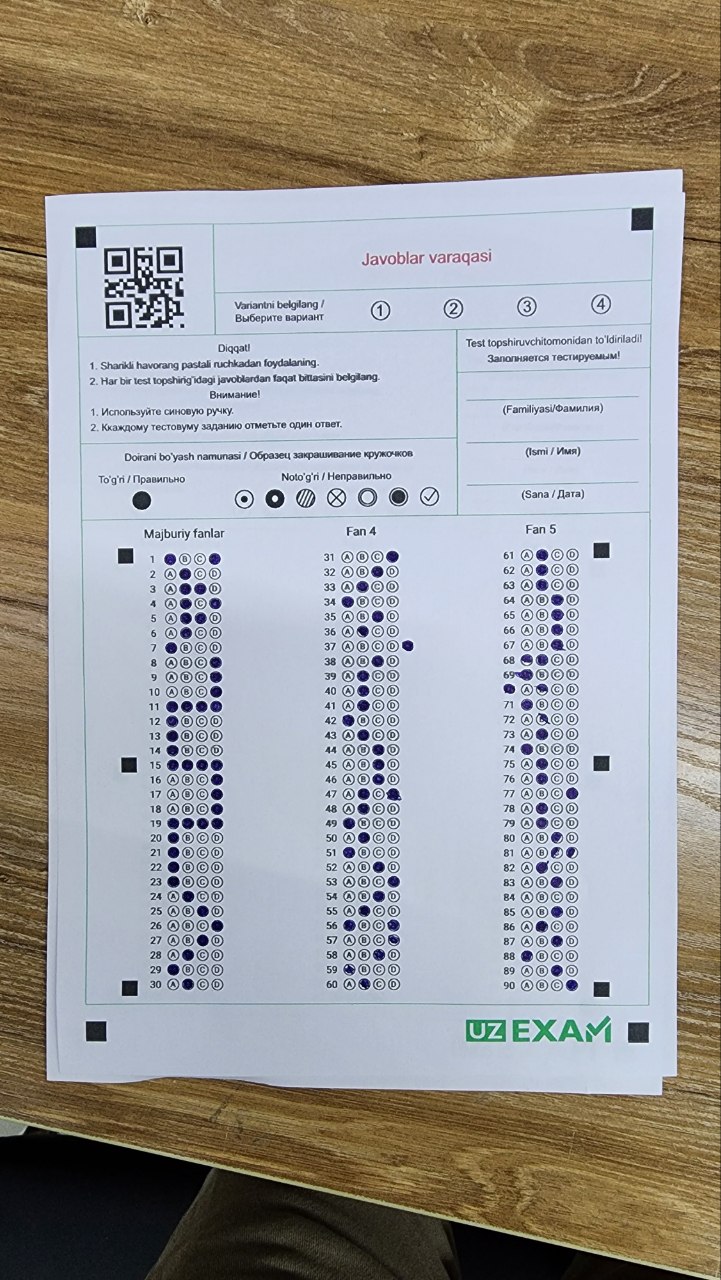 Javoblar varaqasi
Variantni belgilang /
Выберите вариант
1 2 3 4
Diqqat!
1. Sharikli havorang pastali ruchkadan foydalaning.
2. Har bir test topshirig'idagi javoblardan faqat bittasini belgilang.
Внимание!
1. Используйте синовую ручку.
2. Ккаждому тестовуму заданию отметьте один ответ.
Test topshiruvchitomonidan to'ldiriladi!
Заполняется тестируемым!
(Familiyasi/Фамилия)
(Ismi / Имя)
(Sana / Дата)
Doirani bo'yash namunasi / Образец закрашивание кружочков
To'g'ri / Правильно
Noto'g'ri / Неправильно
Majburiy fanlar
1 B C
2 A C D
3 A D
4 A C
5 A D
6 A C D
7 B C D
8 A B C
9 A B C
10 A B C
11
12 B C D
13 B C D
14 B C D
15
16 A B C
17 A B C
18 A B C
19
20 B C D
21 B C D
22 B C D
23 B C D
24 A C D
25 A B D
26 A B C
27 A B D
28 A C D
29 B C D
30 A C D
Fan 4
31 A B C
32 A B D
33 A C D
34 B C D
35 A B D
36 A C D
37 A B C D
38 A B D
39 A C D
40 A C D
41 A C D
42 B C D
43 A C D
44 A B D
45 A B D
46 A B D
47 A C
48 A C D
49 B C D
50 A C D
51 B C D
52 A B D
53 A B C
54 A B D
55 A C D
56 B C
57 A B C
58 A B D
59 B C D
60 A C D
Fan 5
61 A C D
62 A C D
63 A C D
64 A B D
65 A B D
66 A B D
67 A B D
68 C D
69 B C D
A C D
71 B C D
72 A C D
73 A C D
74 B C D
75 A C D
76 A C D
77 A B C
78 A C D
79 A C D
80 A B D
81 A B
82 A C D
83 A B D
84 A B C D
85 A B D
86 A C D
87 A B D
88 B C D
89 A B D
90 A B C
UZ EXAM